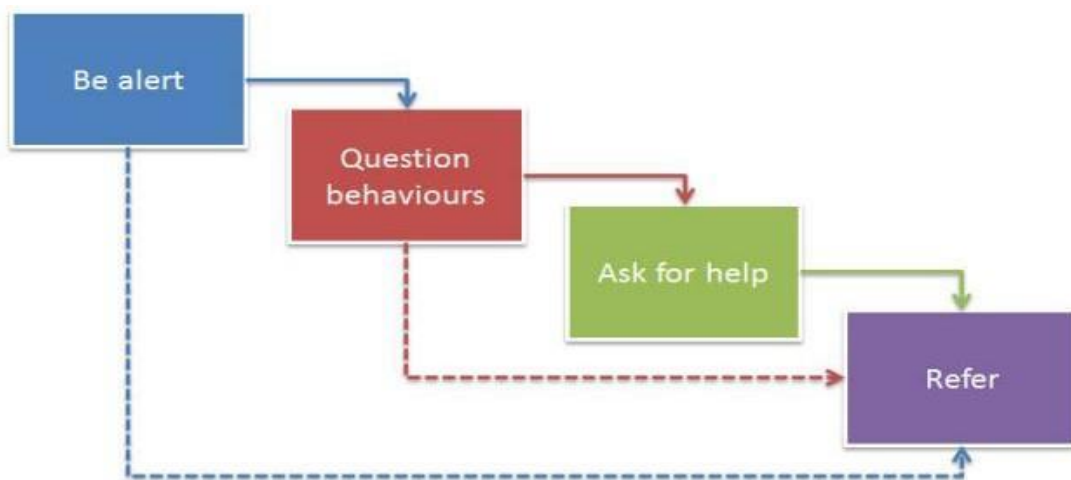 Be alert
Question
behaviours
Ask for help
Refer